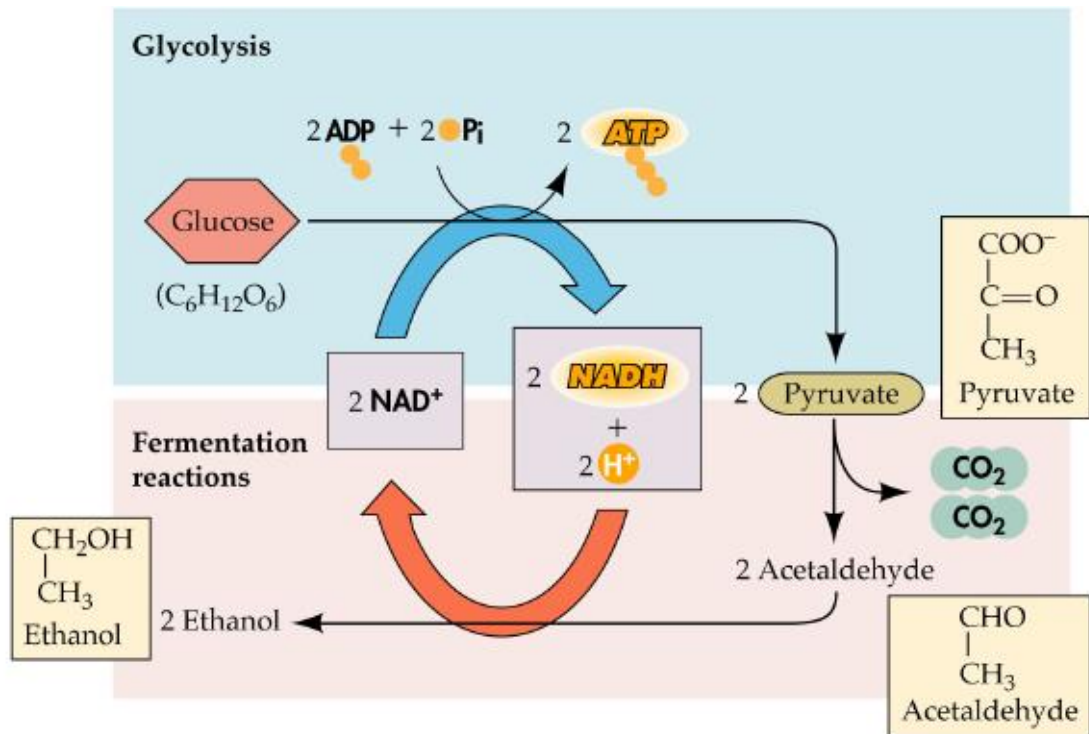 Glycolysis
2 ADP + 2 Pi
2 ATP
Glucose
(C₆H₁₂O₆)
COO⁻
C=O
CH₃
Pyruvate
2 NAD⁺
2 NADH
+
2 H⁺
2 Pyruvate
Fermentation
reactions
CO₂
CO₂
CH₂OH
CH₃
Ethanol
2 Ethanol
2 Acetaldehyde
CHO
CH₃
Acetaldehyde